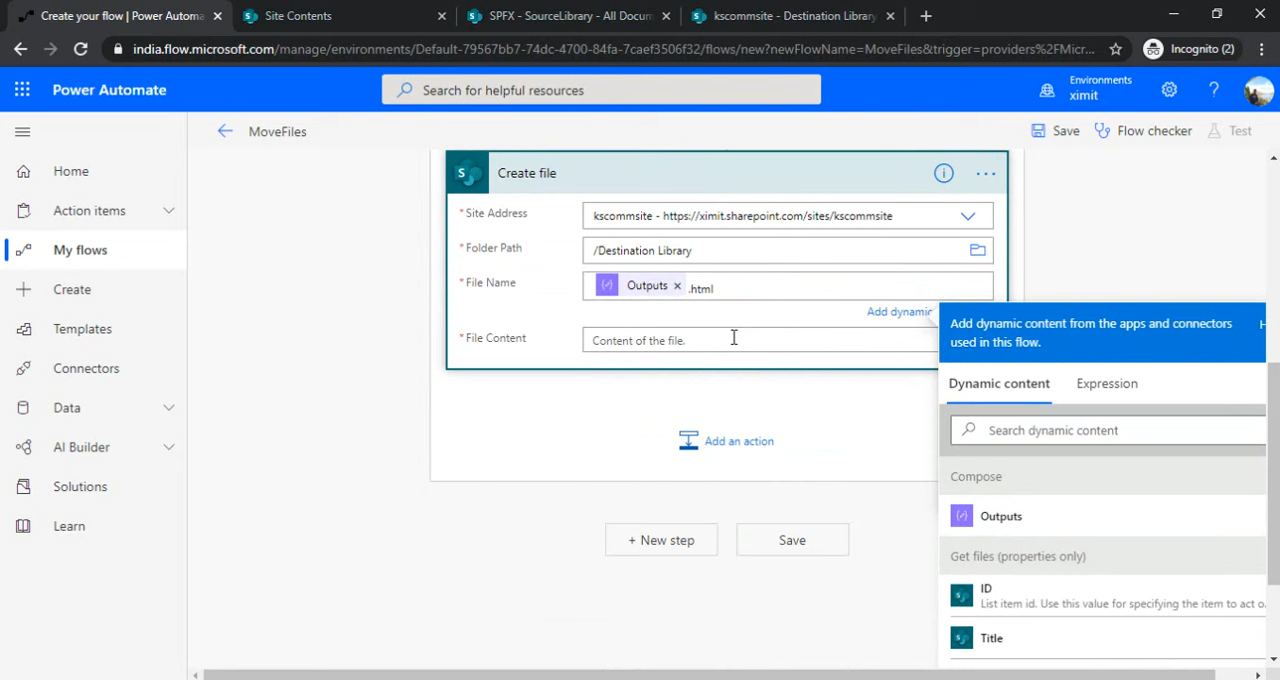 Create your flow | Power Automa
Site Contents
SPFX - SourceLibrary - All Docum
kscommsite - Destination Library
india.flow.microsoft.com/manage/environments/Default-79567bb7-74dc-4700-84fa-7caef3506f32/flows/new?newFlowName=MoveFiles&trigger=providers%2FMicr...
Incognito (2)
Power Automate
Search for helpful resources
Environments
ximit
MoveFiles
Save
Flow checker
Test
Home
Action items
My flows
Create
Templates
Connectors
Data
AI Builder
Solutions
Learn
Create file
* Site Address
kscommsite - https://ximit.sharepoint.com/sites/kscommsite
* Folder Path
/Destination Library
* File Name
Outputs × .html
Add dynamic
* File Content
Content of the file.
Add an action
+ New step
Save
Add dynamic content from the apps and connectors
used in this flow.
H
Dynamic content
Expression
Search dynamic content
Compose
Outputs
Get files (properties only)
ID
List item id. Use this value for specifying the item to act o.
Title